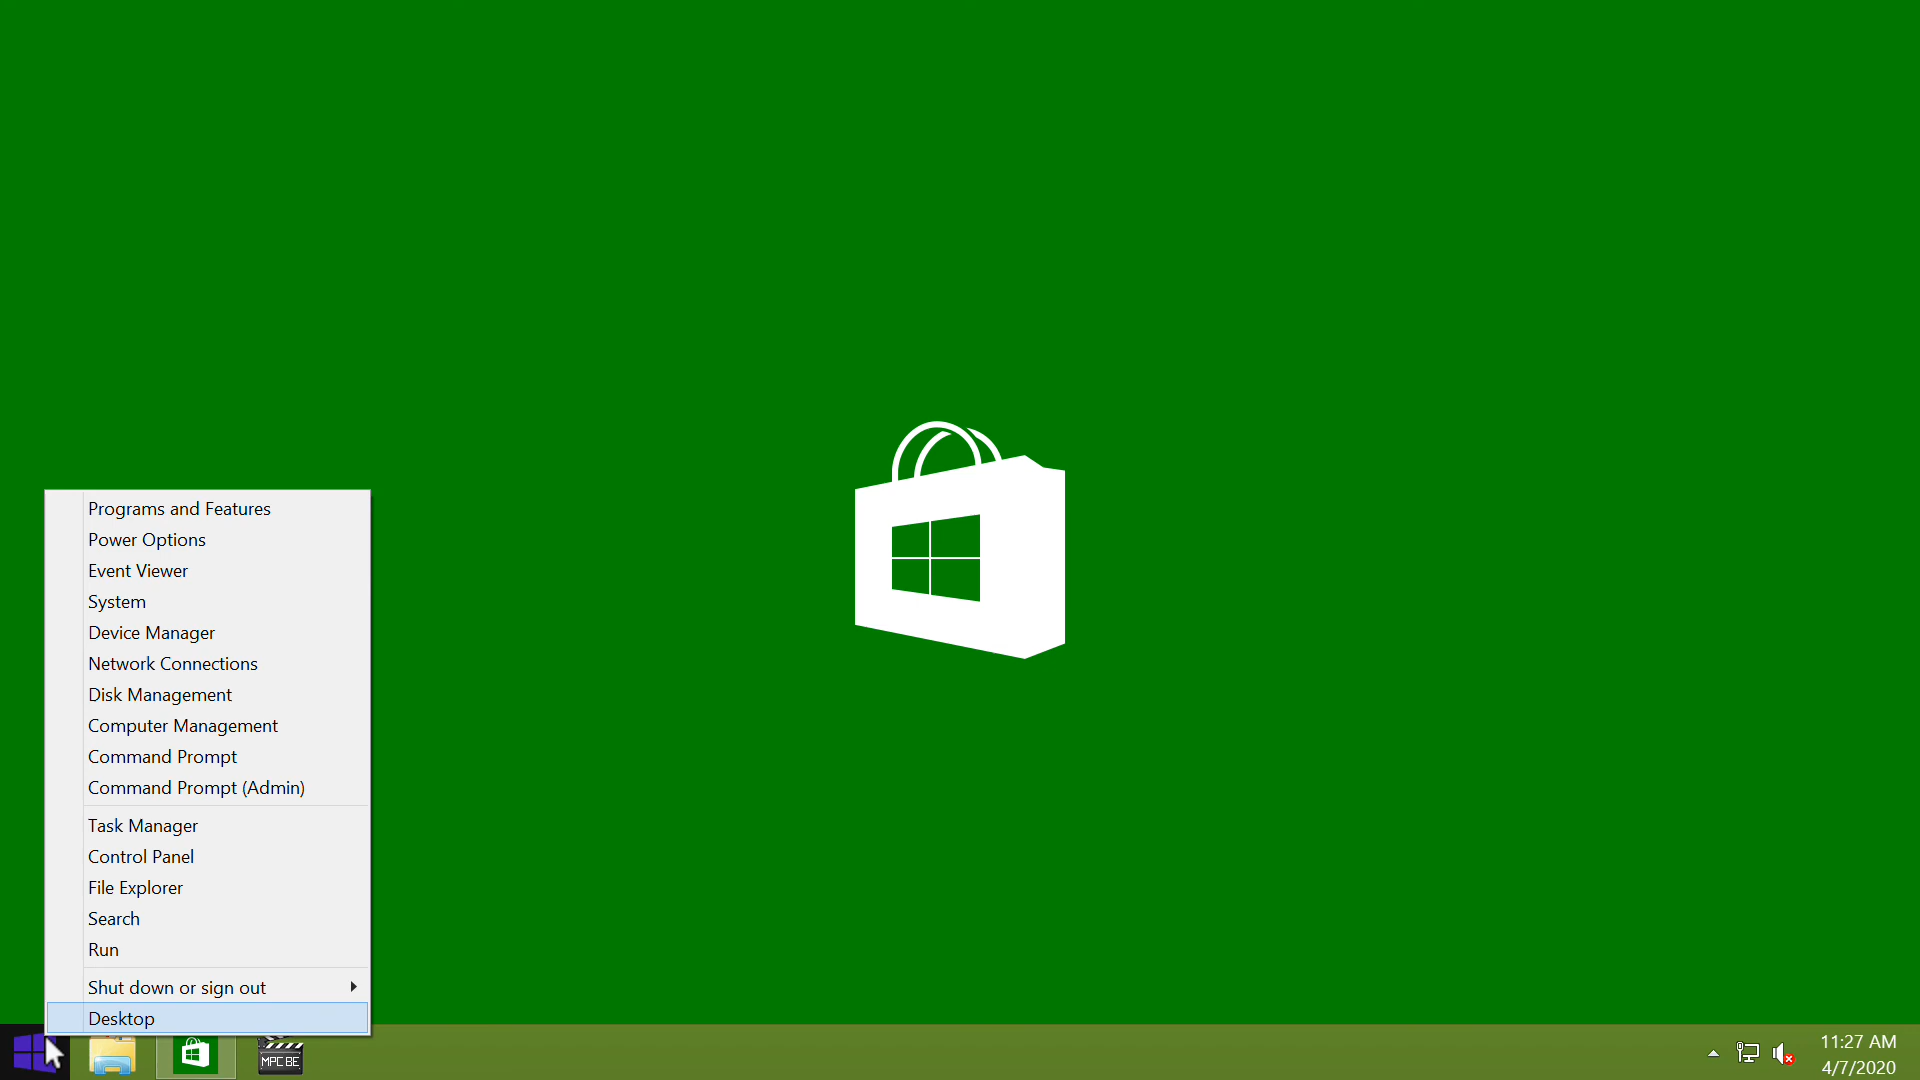 Programs and Features
Power Options
Event Viewer
System
Device Manager
Network Connections
Disk Management
Computer Management
Command Prompt
Command Prompt (Admin)
Task Manager
Control Panel
File Explorer
Search
Run
Shut down or sign out
Desktop
MPC BE
11:27 AM
4/7/2020